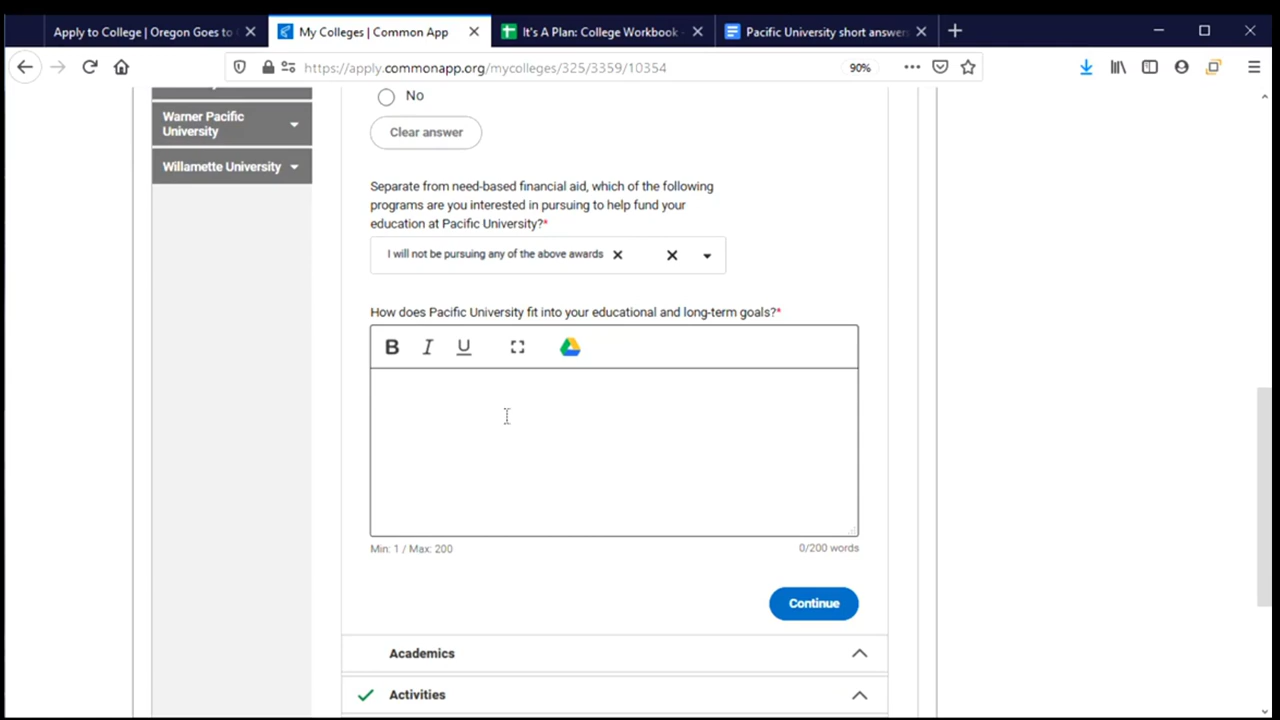 Apply to College | Oregon Goes to
My Colleges | Common App
It's A Plan: College Workbook -
Pacific University short answers
https://apply.commonapp.org/mycolleges/325/3359/10354
90%
Warner Pacific
University
Willamette University
No
Clear answer
Separate from need-based financial aid, which of the following
programs are you interested in pursuing to help fund your
education at Pacific University?*
I will not be pursuing any of the above awards
How does Pacific University fit into your educational and long-term goals?*
B I U
Min: 1 / Max: 200
0/200 words
Continue
Academics
Activities